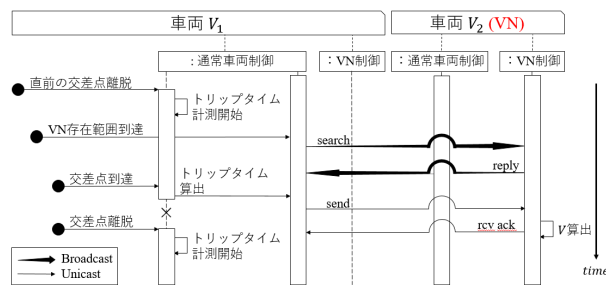 車両 V₁
車両 V₂ (VN)
: 通常車両制御
: VN制御
: 通常車両制御
: VN制御
直前の交差点離脱
トリップタイム
計測開始
VN存在範囲到達
search
reply
交差点到達
トリップタイム
算出
send
交差点離脱
rcv ack
V算出
トリップタイム
計測開始
Broadcast
Unicast
time